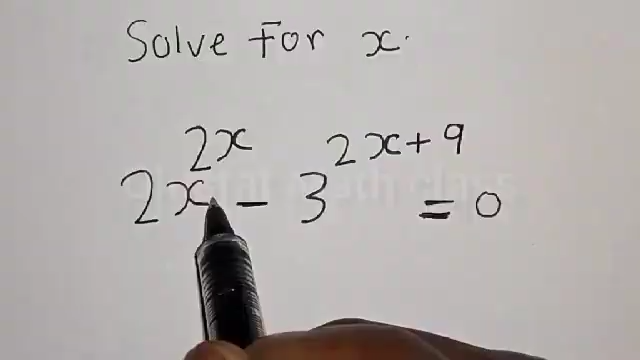 Solve For x.
2x^{2x} - 3^{2x+9} = 0